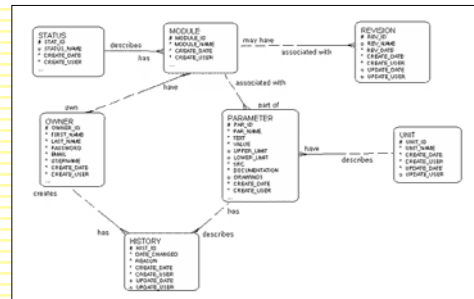 STATUS
# STAT_ID
o STATUS_NAME
* CREATE_DATE
* CREATE_USER
...
describes
has
MODULE
# MODULE_ID
* MODULE_NAME
* CREATE_DATE
* CREATE_USER
...
may have
associated with
REVISION
# REV_ID
o REV_NAME
* REV_DATE
* CREATE_DATE
* CREATE_USER
o UPDATE_DATE
o UPDATE_USER
own
have
associated with
part of
OWNER
# OWNER_ID
* FIRST_NAME
* LAST_NAME
* PASSWORD
* EMAIL
* USERNAME
* CREATE_DATE
* CREATE_USER
...
creates
PARAMETER
# PAR_ID
* PAR_NAME
* TEXT
* VALUE
o UPPER_LIMIT
o LOWER_LIMIT
* SRC
* DOCUMENTATION
o DRAWINGS
* CREATE_DATE
* CREATE_USER
...
have
describes
UNIT
# UNIT_ID
* UNIT_NAME
* CREATE_DATE
* CREATE_USER
o UPDATE_DATE
o UPDATE_USER
has
has
describes
HISTORY
# HIST_ID
* DATE_CHANGED
* REASON
* CREATE_DATE
* CREATE_USER
o UPDATE_DATE
o UPDATE_USER